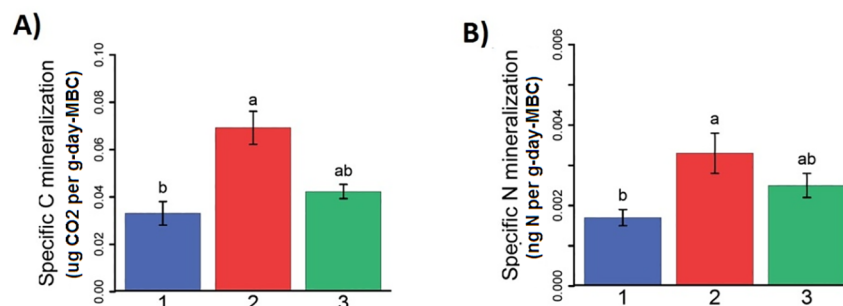 A)
Specific C mineralization
(ug CO2 per g-day-MBC)
0.10
0.08
0.06
0.04
0.02
0.00
b
a
ab
1
2
3
B)
Specific N mineralization
(ng N per g-day-MBC)
0.006
0.004
0.002
0.000
b
a
ab
1
2
3